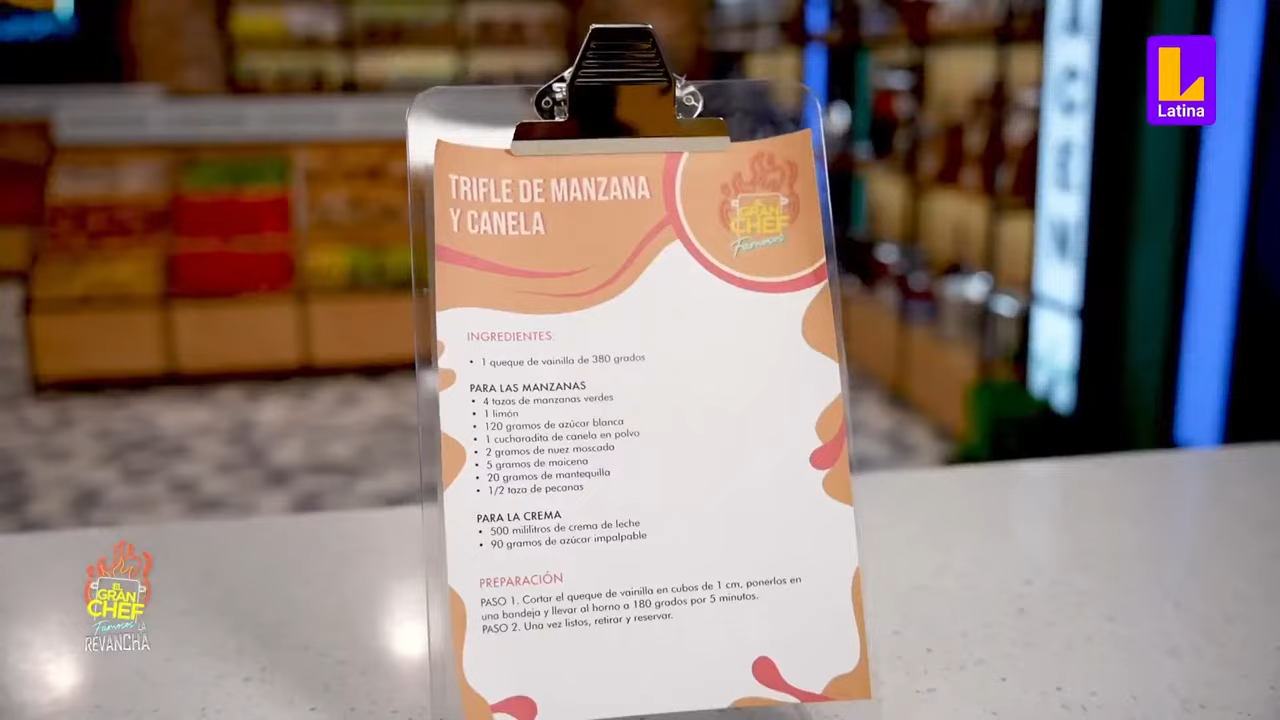 Latina
TRIFLE DE MANZANA
Y CANELA
EL
GRAN
CHEF
Famosos
INGREDIENTES:
• 1 queque de vainilla de 380 grados
PARA LAS MANZANAS
• 4 tazas de manzanas verdes
• 1 limón
• 120 gramos de azúcar blanca
• 1 cucharadita de canela en polvo
• 2 gramos de nuez moscada
• 5 gramos de maicena
• 20 gramos de mantequilla
• 1/2 taza de pecanas
PARA LA CREMA
• 500 mililitros de crema de leche
• 90 gramos de azúcar impalpable
PREPARACIÓN
PASO 1. Cortar el queque de vainilla en cubos de 1 cm, ponerlos en
una bandeja y llevar al horno a 180 grados por 5 minutos.
PASO 2. Una vez listos, retirar y reservar.
EL
GRAN
CHEF
Famosos LA
REVANCHA